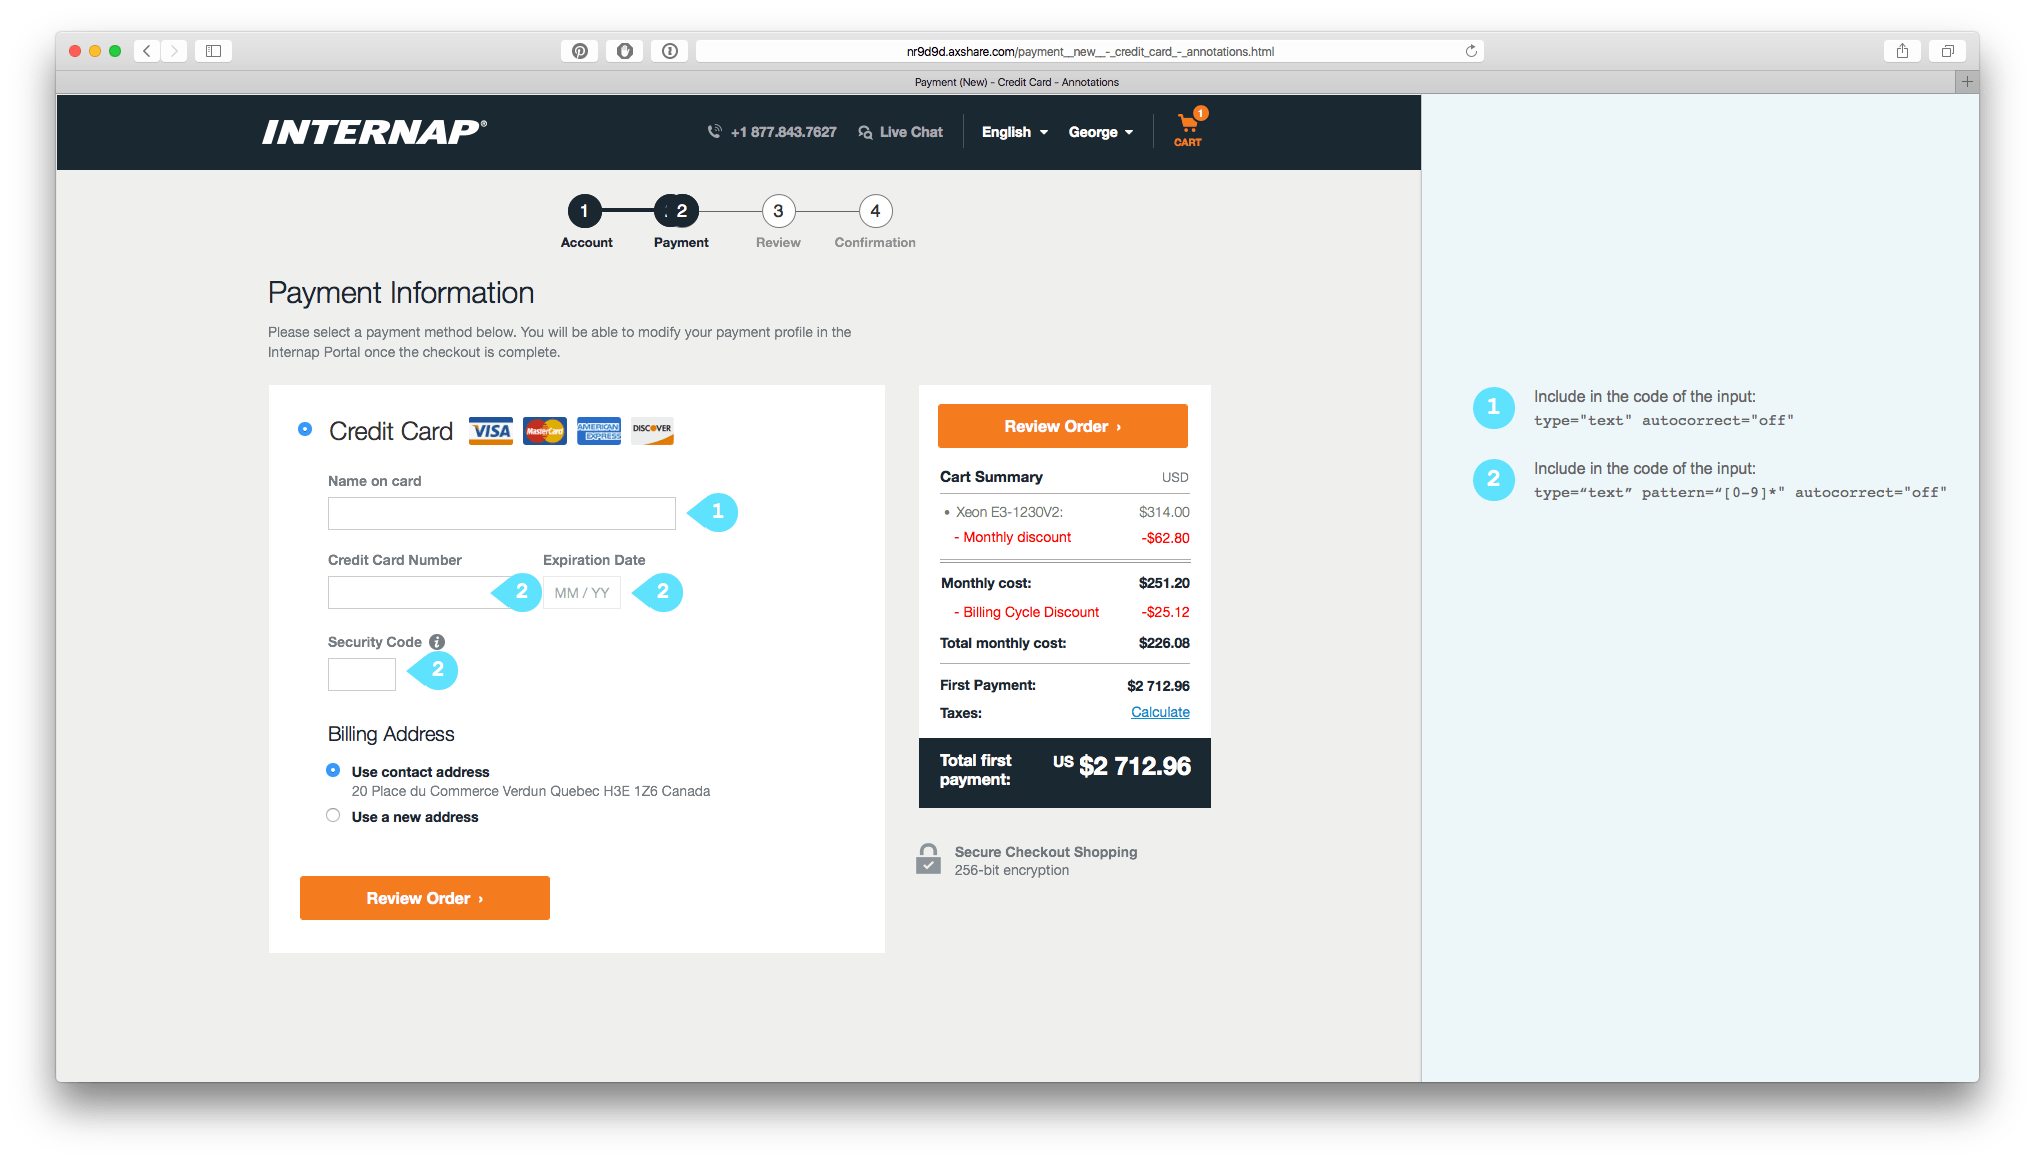 nr9d9d.axshare.com/payment__new__-_credit_card_-_annotations.html
Payment (New) - Credit Card - Annotations
INTERNAP®
+1 877.843.7627
Live Chat
English
George
1
CART
1
2
3
4
Account
Payment
Review
Confirmation
Payment Information
Please select a payment method below. You will be able to modify your payment profile in the
Internap Portal once the checkout is complete.
Credit Card
VISA
MasterCard
AMERICAN
EXPRESS
DISCOVER
Name on card
1
Credit Card Number
Expiration Date
2
MM / YY
2
Security Code i
2
Billing Address
Use contact address
20 Place du Commerce Verdun Quebec H3E 1Z6 Canada
Use a new address
Review Order ›
Review Order ›
Cart Summary USD
• Xeon E3-1230V2: $314.00
- Monthly discount -$62.80
Monthly cost: $251.20
- Billing Cycle Discount -$25.12
Total monthly cost: $226.08
First Payment: $2 712.96
Taxes: Calculate
Total first
payment:
US $2 712.96
Secure Checkout Shopping
256-bit encryption
1
Include in the code of the input:
type="text" autocorrect="off"
2
Include in the code of the input:
type=“text” pattern=“[0-9]*" autocorrect="off"